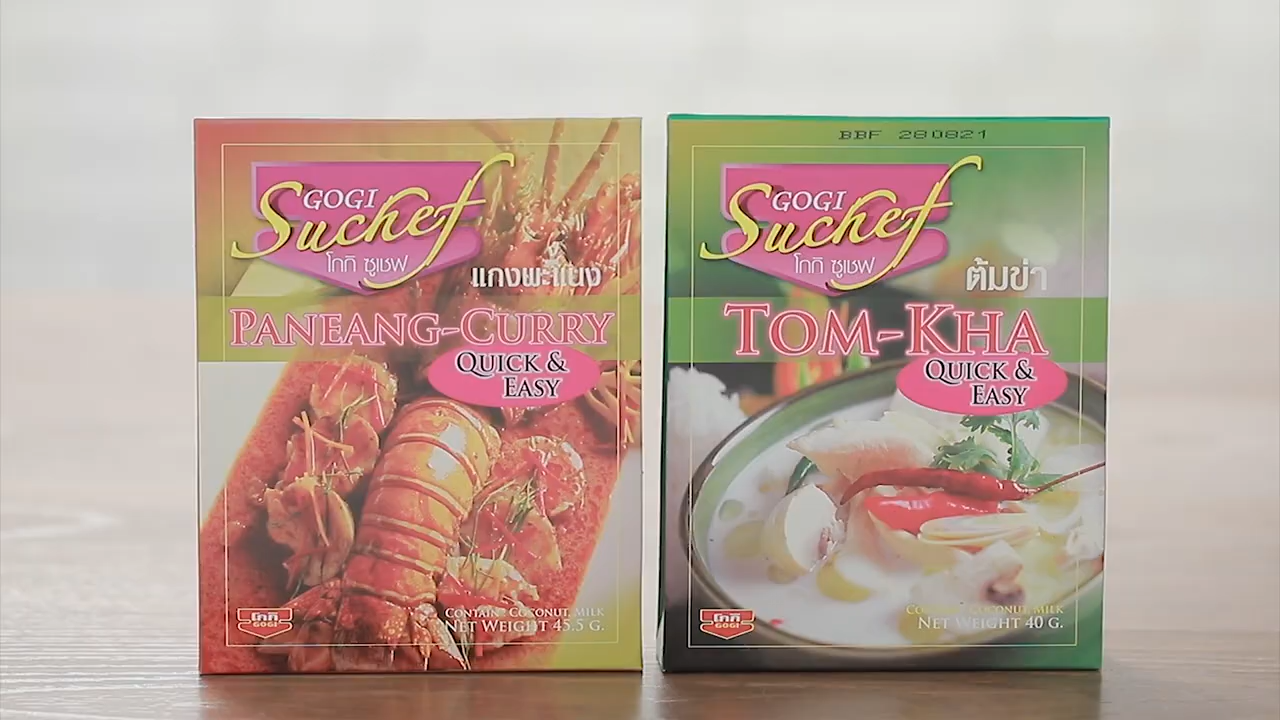 GOGI
Suchef
โกกิ ซูเชฟ
แกงพะแนง
PANEANG-CURRY
QUICK &
EASY
โกกิ
GOGI
CONTAIN : COCONUT, MILK
NET WEIGHT 45.5 G.
BBF 280821
GOGI
Suchef
โกกิ ซูเชฟ
ต้มข่า
TOM-KHA
QUICK &
EASY
โกกิ
GOGI
CONTAIN : COCONUT, MILK
NET WEIGHT 40 G.